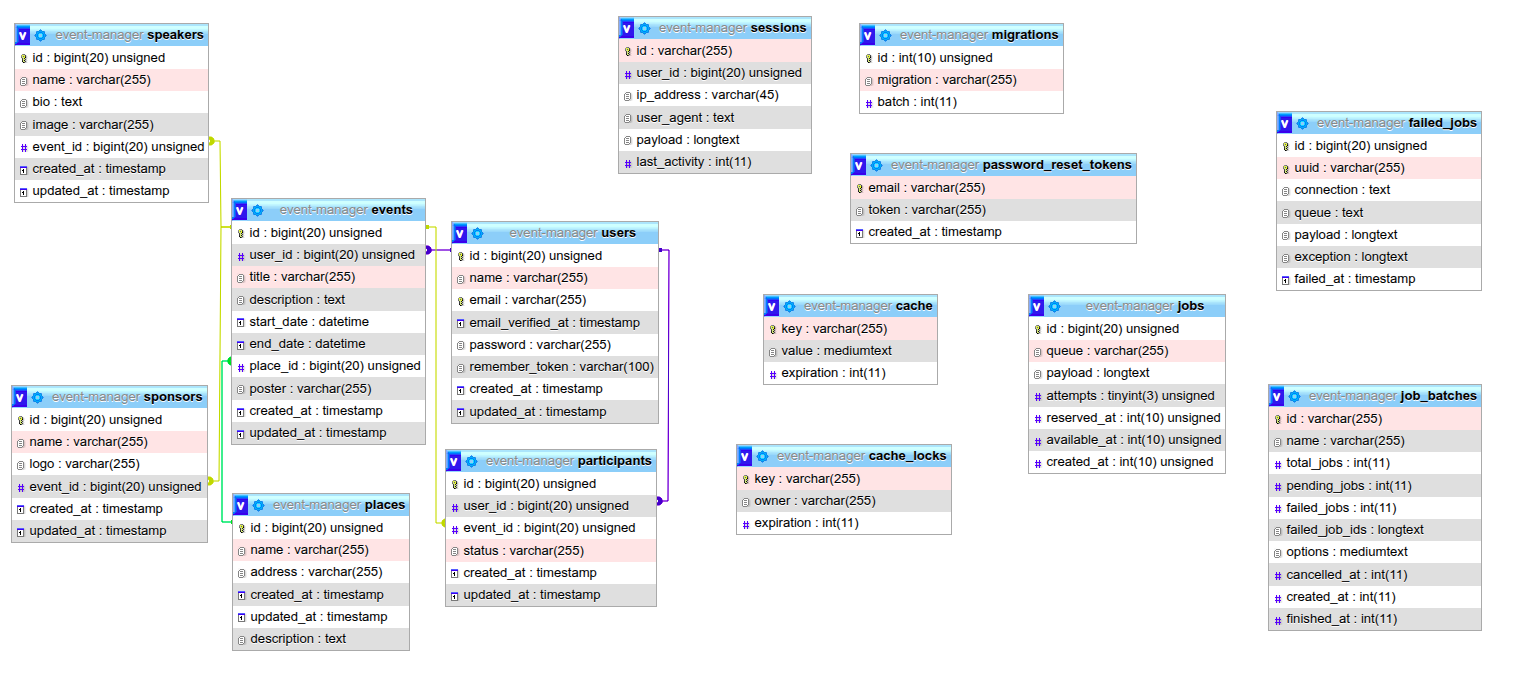 event-manager speakers
id : bigint(20) unsigned
name : varchar(255)
bio : text
image : varchar(255)
event_id : bigint(20) unsigned
created_at : timestamp
updated_at : timestamp
event-manager sponsors
id : bigint(20) unsigned
name : varchar(255)
logo : varchar(255)
event_id : bigint(20) unsigned
created_at : timestamp
updated_at : timestamp
event-manager events
id : bigint(20) unsigned
user_id : bigint(20) unsigned
title : varchar(255)
description : text
start_date : datetime
end_date : datetime
place_id : bigint(20) unsigned
poster : varchar(255)
created_at : timestamp
updated_at : timestamp
event-manager places
id : bigint(20) unsigned
name : varchar(255)
address : varchar(255)
created_at : timestamp
updated_at : timestamp
description : text
event-manager users
id : bigint(20) unsigned
name : varchar(255)
email : varchar(255)
email_verified_at : timestamp
password : varchar(255)
remember_token : varchar(100)
created_at : timestamp
updated_at : timestamp
event-manager participants
id : bigint(20) unsigned
user_id : bigint(20) unsigned
event_id : bigint(20) unsigned
status : varchar(255)
created_at : timestamp
updated_at : timestamp
event-manager sessions
id : varchar(255)
user_id : bigint(20) unsigned
ip_address : varchar(45)
user_agent : text
payload : longtext
last_activity : int(11)
event-manager migrations
id : int(10) unsigned
migration : varchar(255)
batch : int(11)
event-manager password_reset_tokens
email : varchar(255)
token : varchar(255)
created_at : timestamp
event-manager cache
key : varchar(255)
value : mediumtext
expiration : int(11)
event-manager cache_locks
key : varchar(255)
owner : varchar(255)
expiration : int(11)
event-manager jobs
id : bigint(20) unsigned
queue : varchar(255)
payload : longtext
attempts : tinyint(3) unsigned
reserved_at : int(10) unsigned
available_at : int(10) unsigned
created_at : int(10) unsigned
event-manager failed_jobs
id : bigint(20) unsigned
uuid : varchar(255)
connection : text
queue : text
payload : longtext
exception : longtext
failed_at : timestamp
event-manager job_batches
id : varchar(255)
name : varchar(255)
total_jobs : int(11)
pending_jobs : int(11)
failed_jobs : int(11)
failed_job_ids : longtext
options : mediumtext
cancelled_at : int(11)
created_at : int(11)
finished_at : int(11)